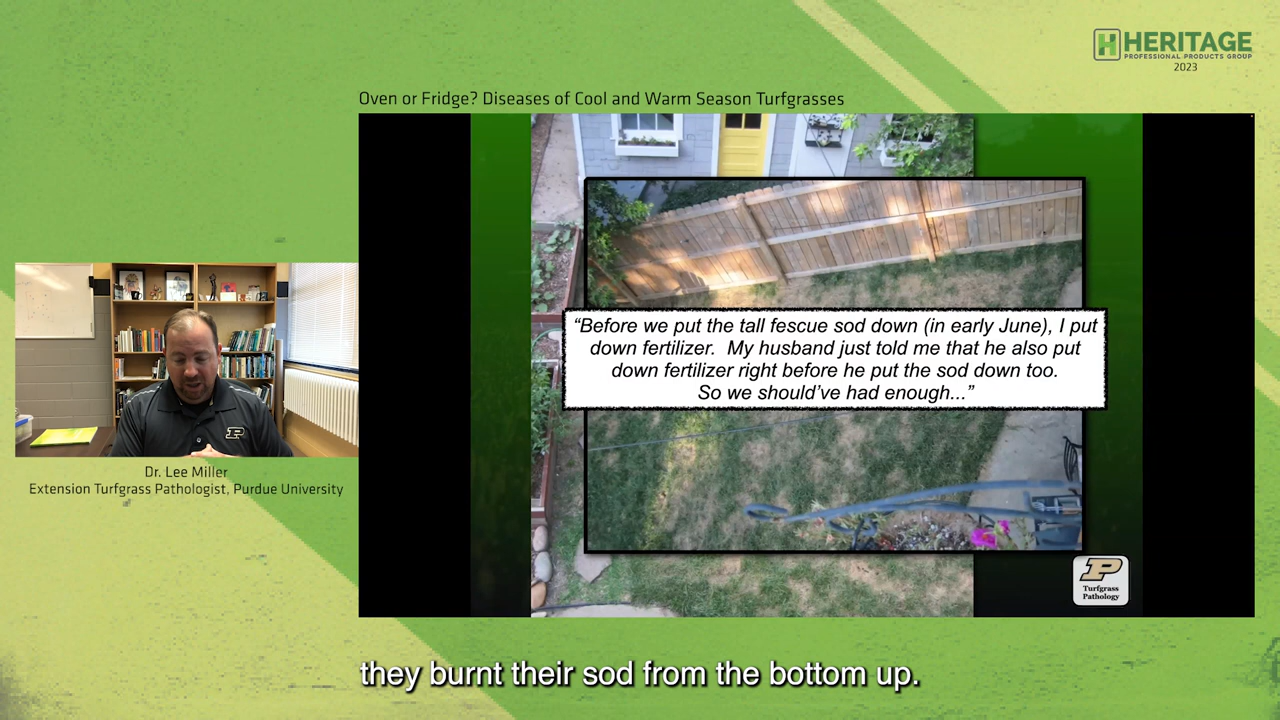 HERITAGE
PROFESSIONAL PRODUCTS GROUP
2023
Oven or Fridge? Diseases of Cool and Warm Season Turfgrasses
“Before we put the tall fescue sod down (in early June), I put
down fertilizer. My husband just told me that he also put
down fertilizer right before he put the sod down too.
So we should’ve had enough...”
Dr. Lee Miller
Extension Turfgrass Pathologist, Purdue University
P
Turfgrass
Pathology
they burnt their sod from the bottom up.